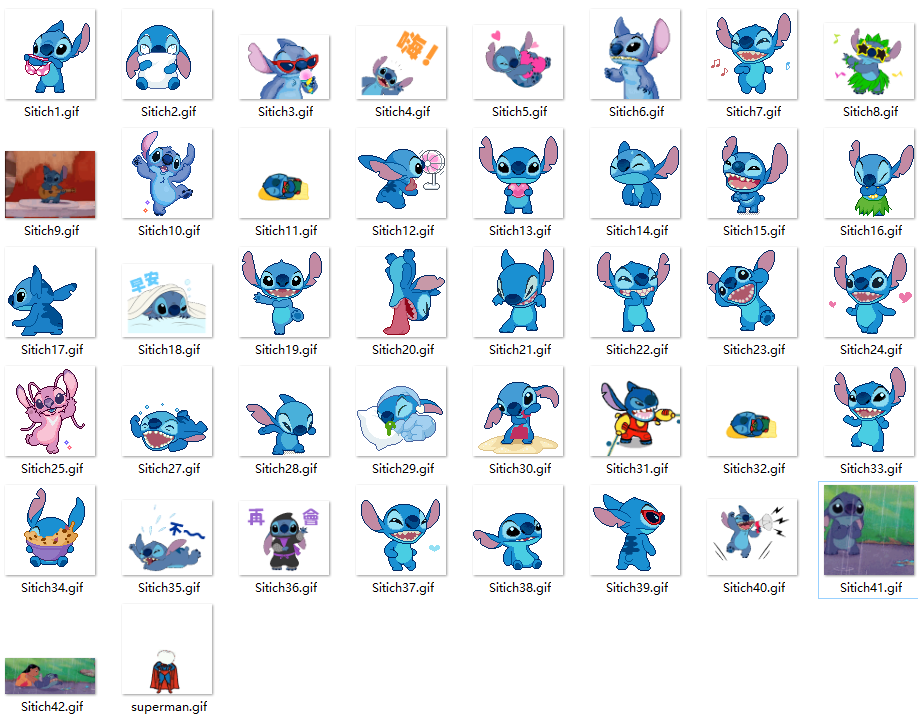 嗨！
Sitich1.gif Sitich2.gif Sitich3.gif Sitich4.gif Sitich5.gif Sitich6.gif Sitich7.gif Sitich8.gif
Sitich9.gif Sitich10.gif Sitich11.gif Sitich12.gif Sitich13.gif Sitich14.gif Sitich15.gif Sitich16.gif
早安
Sitich17.gif Sitich18.gif Sitich19.gif Sitich20.gif Sitich21.gif Sitich22.gif Sitich23.gif Sitich24.gif
Sitich25.gif Sitich27.gif Sitich28.gif Sitich29.gif Sitich30.gif Sitich31.gif Sitich32.gif Sitich33.gif
不～ 再 會
Sitich34.gif Sitich35.gif Sitich36.gif Sitich37.gif Sitich38.gif Sitich39.gif Sitich40.gif Sitich41.gif
Sitich42.gif superman.gif